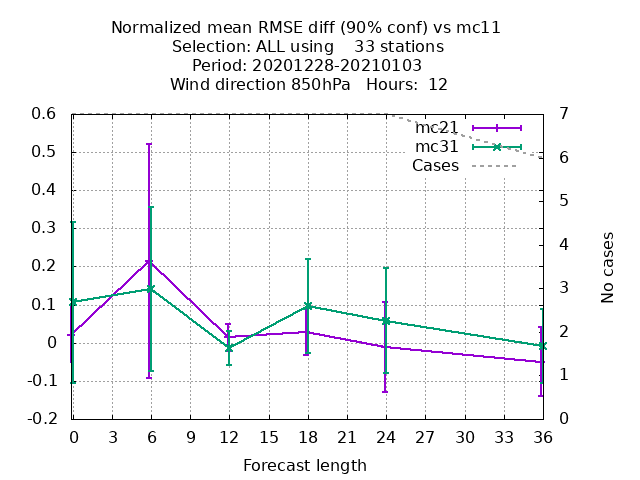 Normalized mean RMSE diff (90% conf) vs mc11
Selection: ALL using    33 stations
Period: 20201228-20210103
Wind direction 850hPa   Hours:  12
0.6
0.5
0.4
0.3
0.2
0.1
0
-0.1
-0.2
mc21
mc31
Cases
7
6
5
4
3
2
1
0
No cases
0 3 6 9 12 15 18 21 24 27 30 33 36
Forecast length